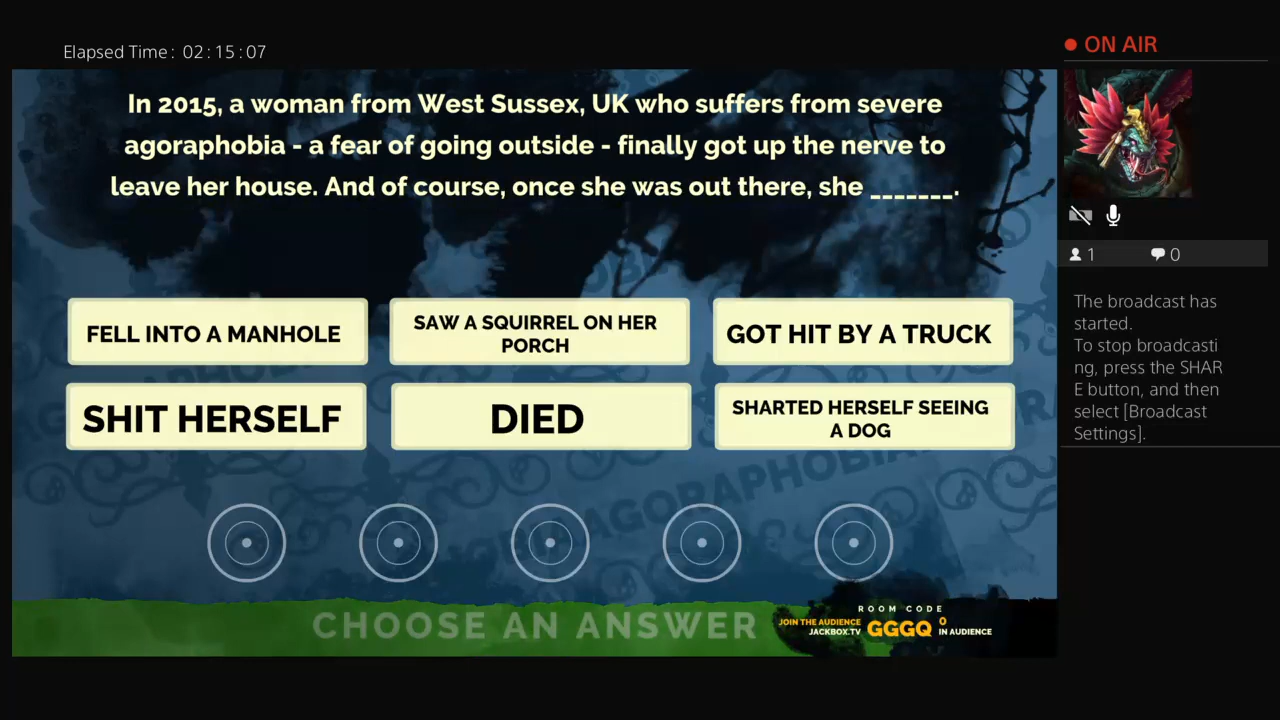 Elapsed Time: 02:15:07
ON AIR
In 2015, a woman from West Sussex, UK who suffers from severe
agoraphobia - a fear of going outside - finally got up the nerve to
leave her house. And of course, once she was out there, she _______.
1
0
The broadcast has
started.
To stop broadcasti
ng, press the SHAR
E button, and then
select [Broadcast
Settings].
FELL INTO A MANHOLE
SAW A SQUIRREL ON HER
PORCH
GOT HIT BY A TRUCK
SHIT HERSELF
DIED
SHARTED HERSELF SEEING
A DOG
AGORAPHOBIA
CHOOSE AN ANSWER
ROOM CODE
JOIN THE AUDIENCE
JACKBOX.TV
GGGQ
0
IN AUDIENCE